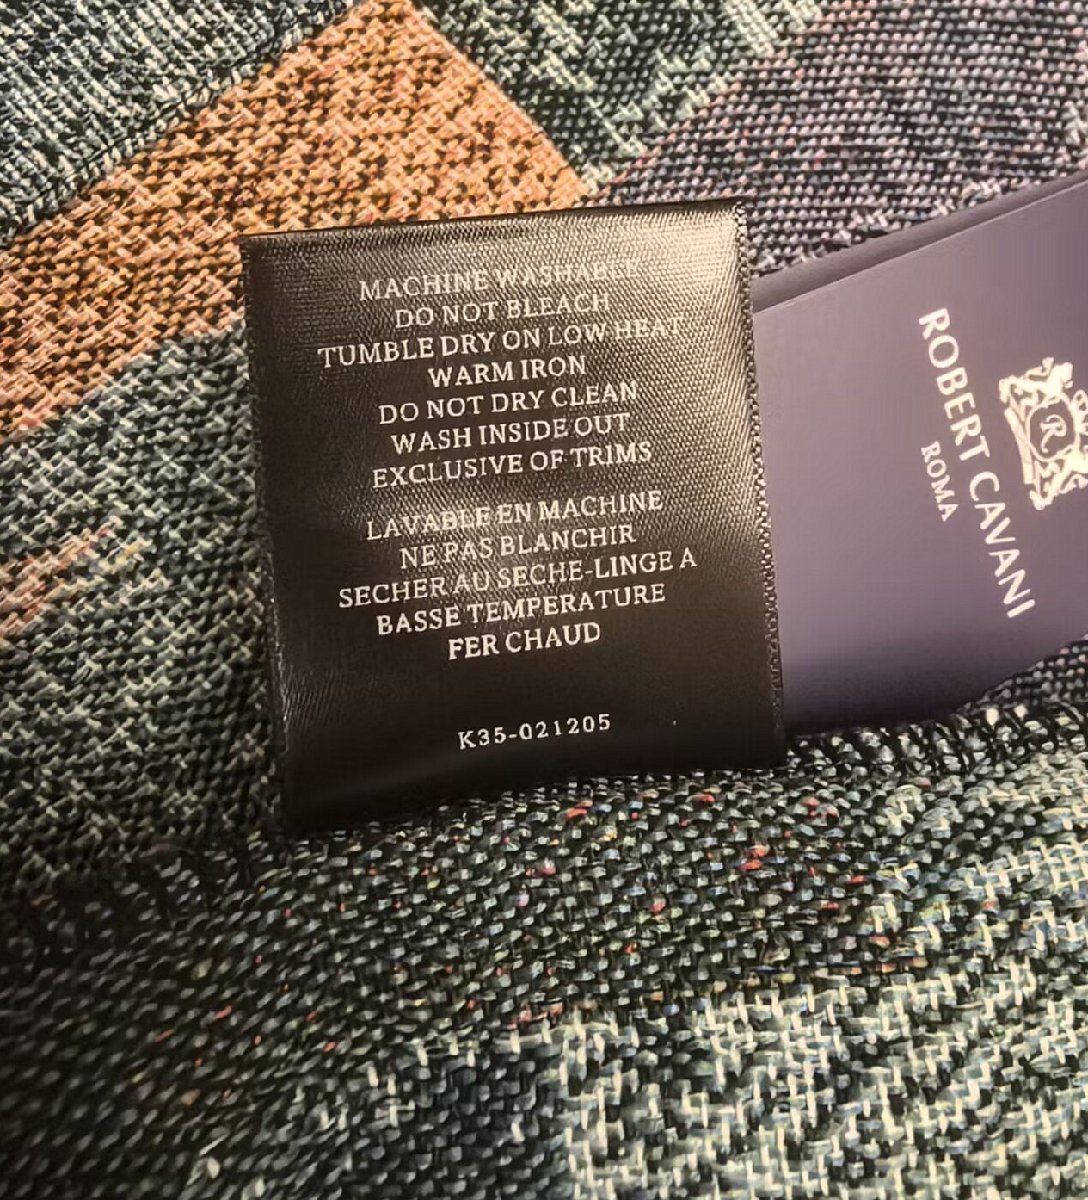 MACHINE WASHABLE
DO NOT BLEACH
TUMBLE DRY ON LOW HEAT
WARM IRON
DO NOT DRY CLEAN
WASH INSIDE OUT
EXCLUSIVE OF TRIMS
LAVABLE EN MACHINE
NE PAS BLANCHIR
SECHER AU SECHE-LINGE A
BASSE TEMPERATURE
FER CHAUD
K35-021205
R
ROBERT CAVANI
ROMA